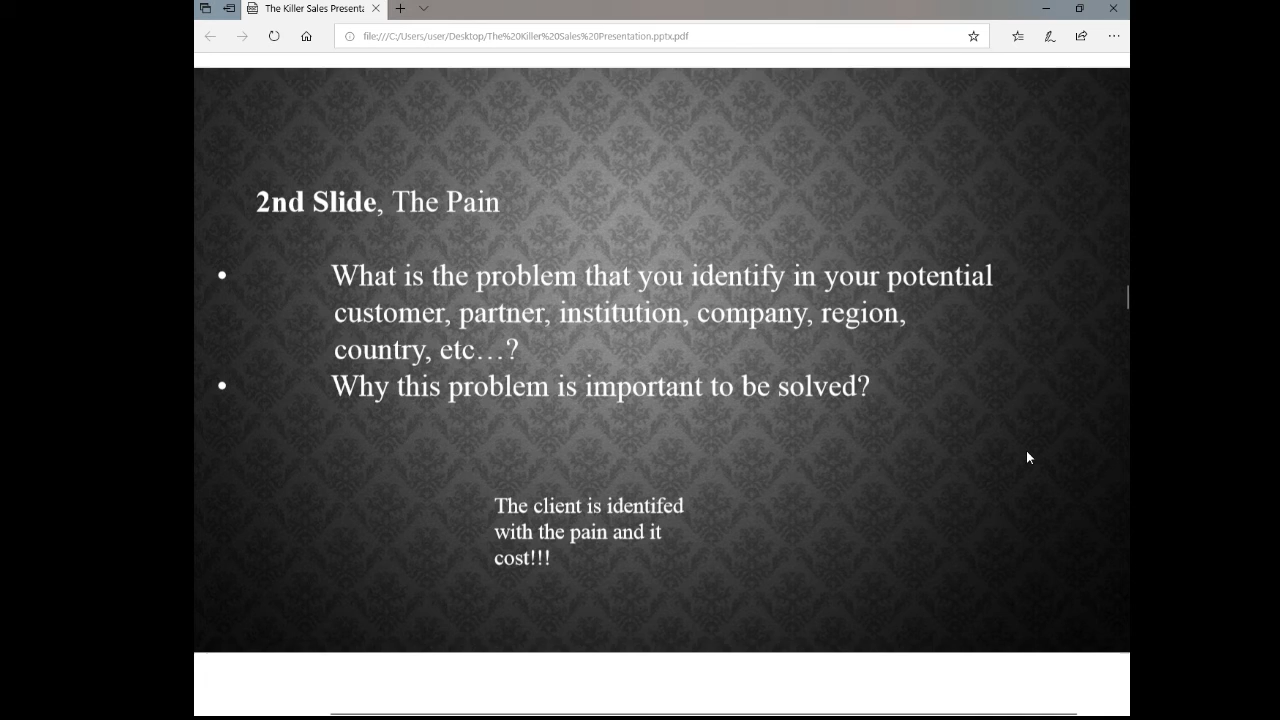 The Killer Sales Presenta
file:///C:/Users/user/Desktop/The%20Killer%20Sales%20Presentation.pptx.pdf
2nd Slide, The Pain
• What is the problem that you identify in your potential
customer, partner, institution, company, region,
country, etc…?
• Why this problem is important to be solved?
The client is identifed
with the pain and it
cost!!!